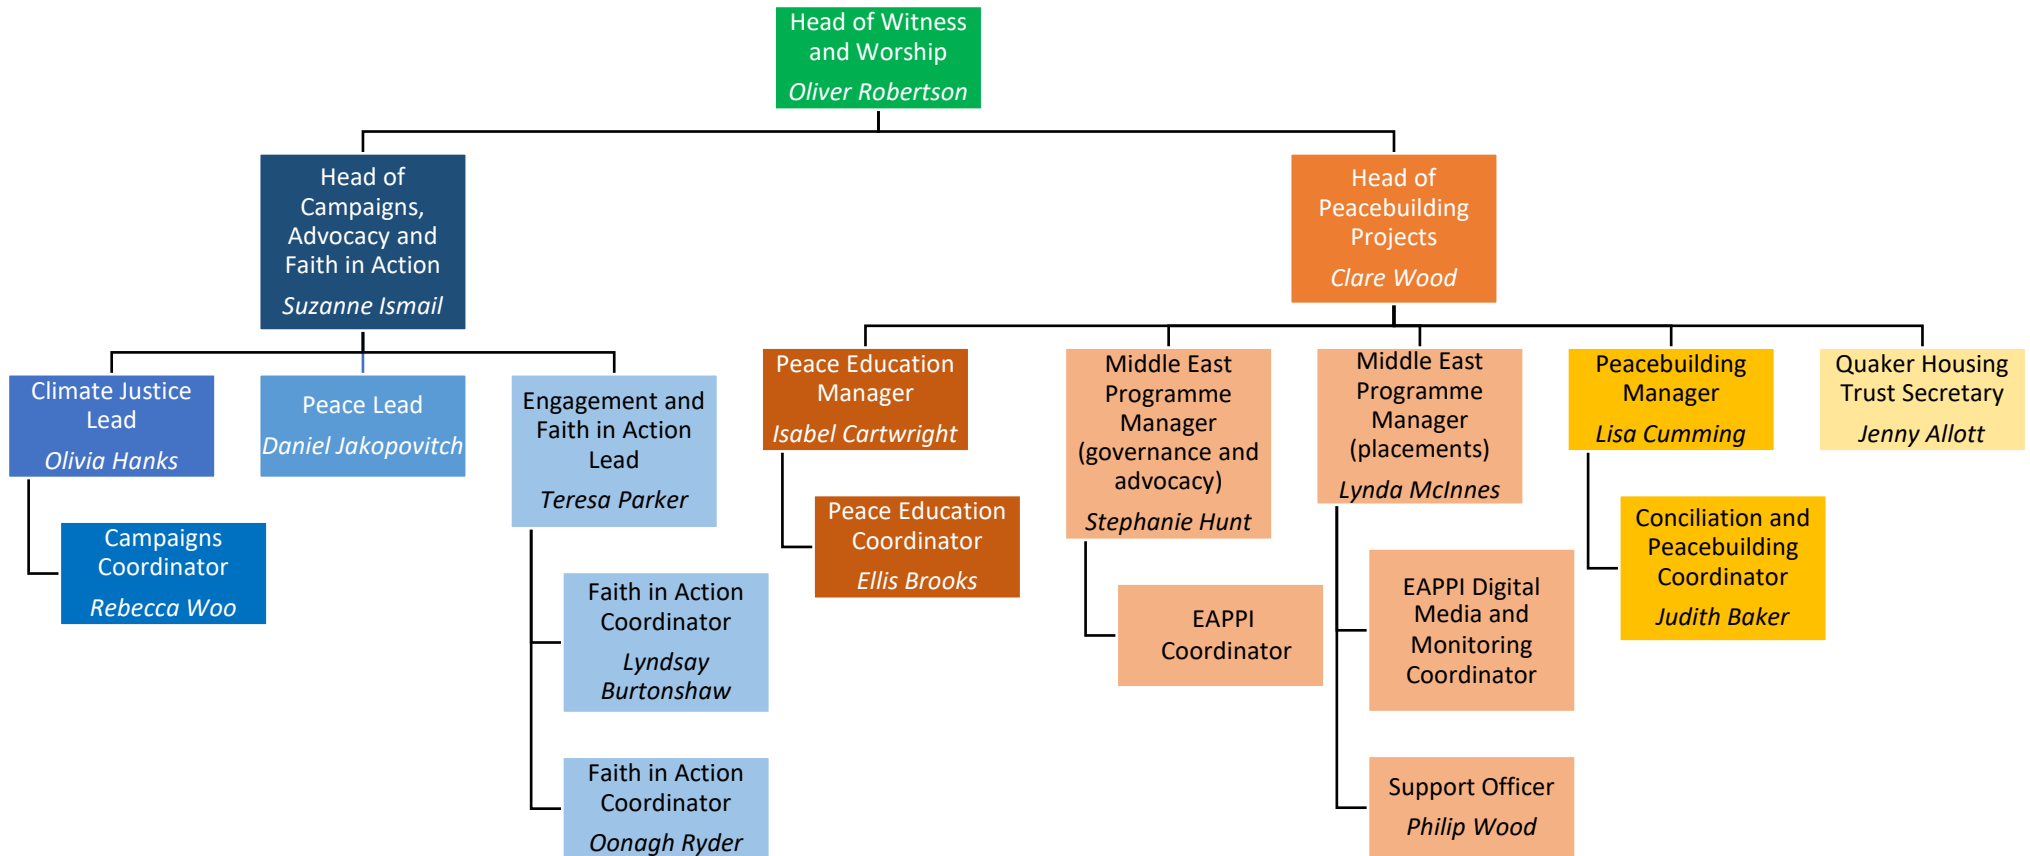 Head of Witness
and Worship
Oliver Robertson
Head of
Campaigns,
Advocacy and
Faith in Action
Suzanne Ismail
Head of
Peacebuilding
Projects
Clare Wood
Climate Justice
Lead
Olivia Hanks
Peace Lead
Daniel Jakopovitch
Engagement and
Faith in Action
Lead
Teresa Parker
Peace Education
Manager
Isabel Cartwright
Middle East
Programme
Manager
(governance and
advocacy)
Stephanie Hunt
Middle East
Programme
Manager
(placements)
Lynda McInnes
Peacebuilding
Manager
Lisa Cumming
Quaker Housing
Trust Secretary
Jenny Allott
Campaigns
Coordinator
Rebecca Woo
Faith in Action
Coordinator
Lyndsay
Burtonshaw
Faith in Action
Coordinator
Oonagh Ryder
Peace Education
Coordinator
Ellis Brooks
EAPPI
Coordinator
EAPPI Digital
Media and
Monitoring
Coordinator
Support Officer
Philip Wood
Conciliation and
Peacebuilding
Coordinator
Judith Baker